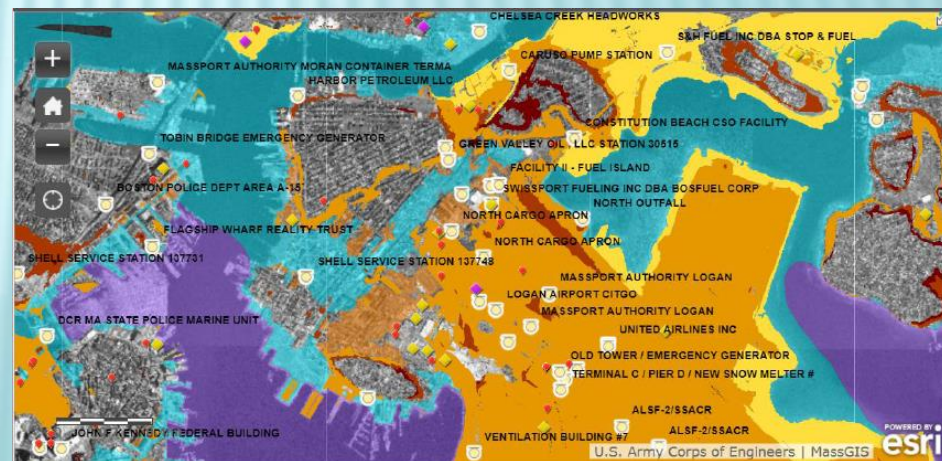 CHELSEA CREEK HEADWORKS
S&H FUEL INC DBA STOP & FUEL
CARUSO PUMP STATION
MASSPORT AUTHORITY MORAN CONTAINER TERMA
HARBOR PETROLEUM LLC
CONSTITUTION BEACH CSO FACILITY
TOBIN BRIDGE EMERGENCY GENERATOR
GREEN VALLEY OIL, LLC STATION 30515
FACILITY II - FUEL ISLAND
BOSTON POLICE DEPT AREA A-15
SWISSPORT FUELING INC DBA BOSFUEL CORP
NORTH OUTFALL
NORTH CARGO APRON
FLAGSHIP WHARF REALITY TRUST
NORTH CARGO APRON
SHELL SERVICE STATION 137731
SHELL SERVICE STATION 137748
MASSPORT AUTHORITY LOGAN
LOGAN AIRPORT CITGO
MASSPORT AUTHORITY LOGAN
DCR MA STATE POLICE MARINE UNIT
UNITED AIRLINES INC
OLD TOWER / EMERGENCY GENERATOR
TERMINAL C / PIER D / NEW SNOW MELTER #
ALSF-2/SSACR
JOHN F KENNEDY FEDERAL BUILDING
VENTILATION BUILDING #7
ALSF-2/SSACR
U.S. Army Corps of Engineers | MassGIS
POWERED BY
esri